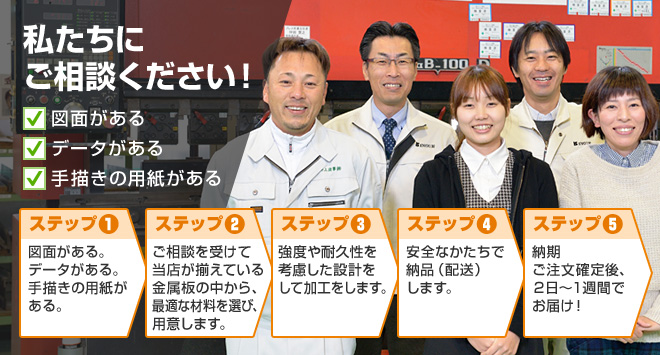 私たちに
ご相談ください！
図面がある
データがある
手描きの用紙がある
ステップ1
図面がある。
データがある。
手描きの用紙が
ある。
ステップ2
ご相談を受けて
当店が揃えている
金属板の中から、
最適な材料を選び、
用意します。
ステップ3
強度や耐久性を
考慮した設計を
して加工をします。
ステップ4
安全なかたちで
納品（配送）
します。
ステップ5
納期
ご注文確定後、
2日～1週間で
お届け！